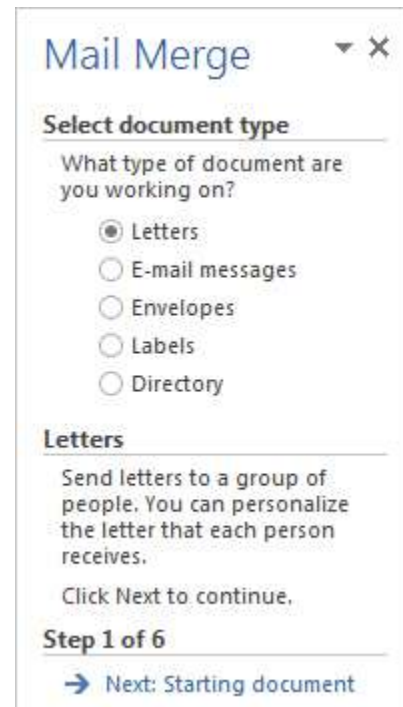 Mail Merge
Select document type
What type of document are
you working on?
Letters
E-mail messages
Envelopes
Labels
Directory
Letters
Send letters to a group of
people. You can personalize
the letter that each person
receives.
Click Next to continue.
Step 1 of 6
Next: Starting document